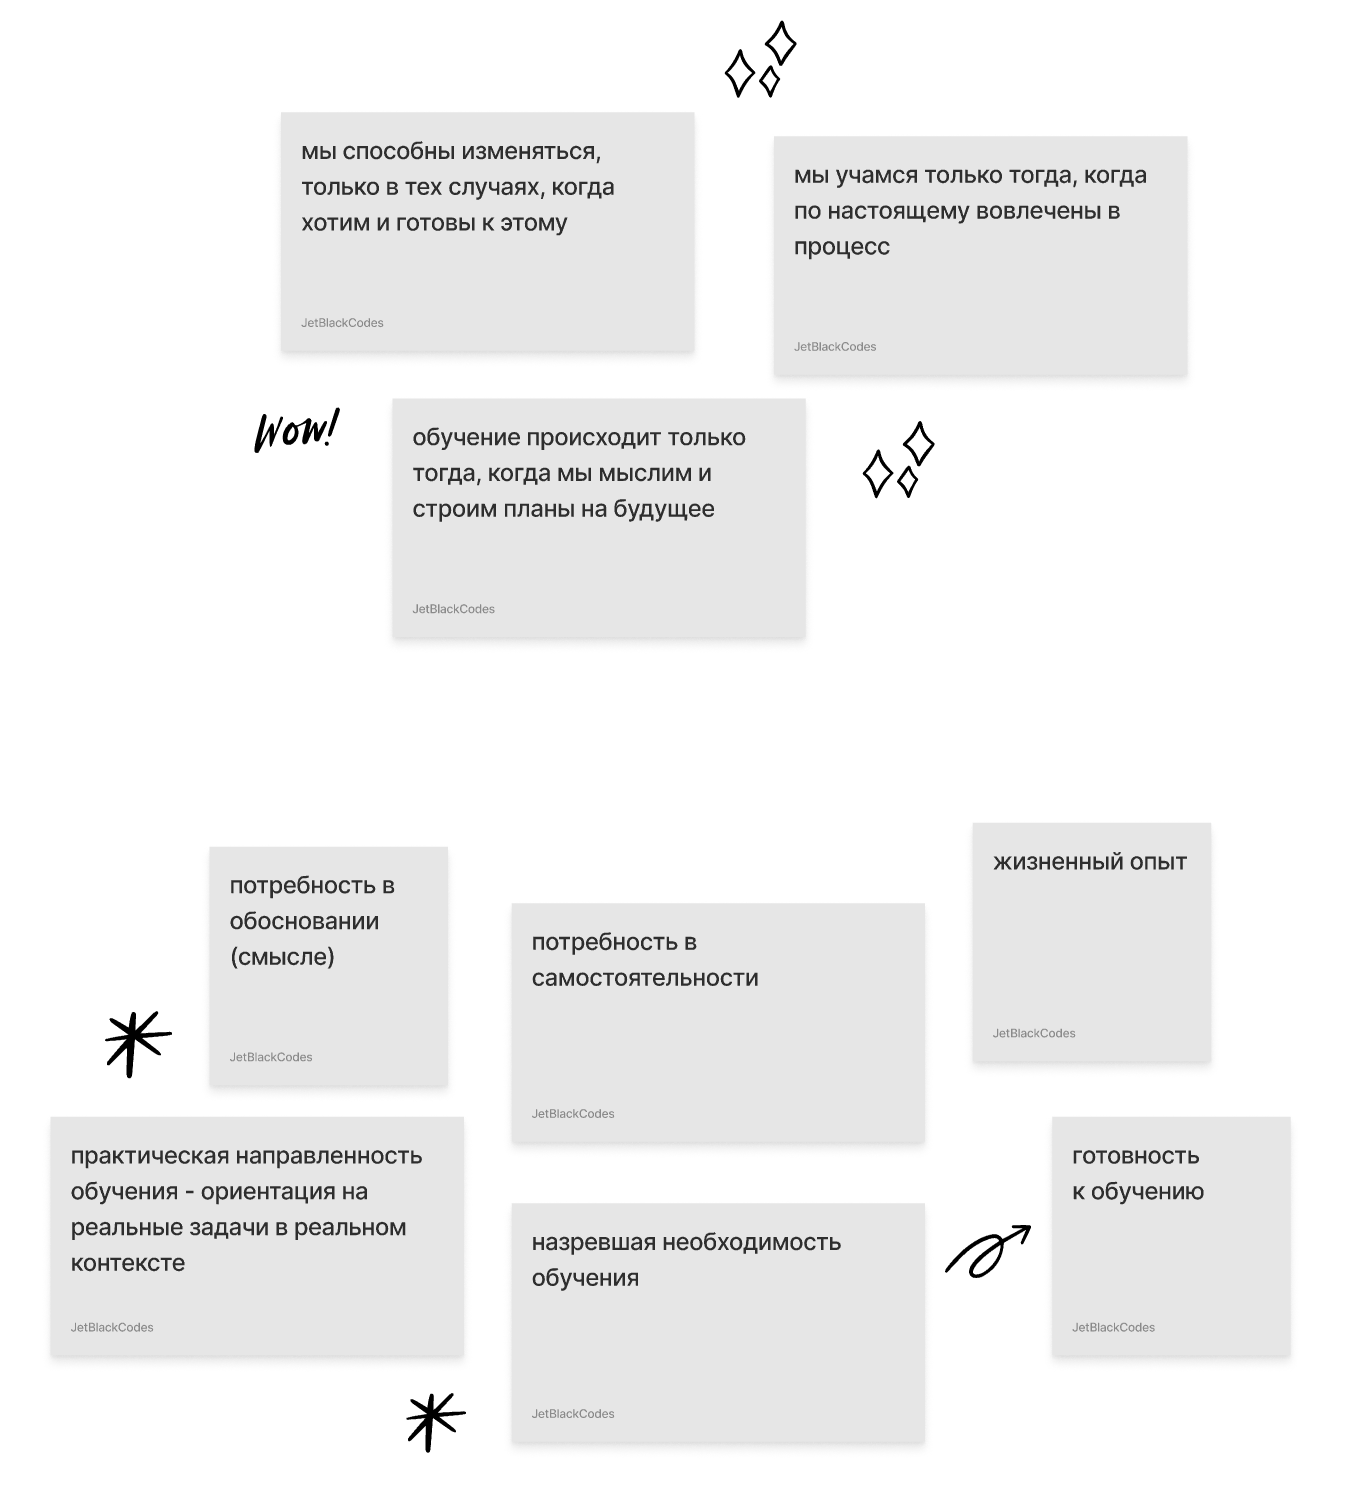 мы способны изменяться,
только в тех случаях, когда
хотим и готовы к этому
JetBlackCodes
мы учамся только тогда, когда
по настоящему вовлечены в
процесс
JetBlackCodes
Wow!
обучение происходит только
тогда, когда мы мыслим и
строим планы на будущее
JetBlackCodes
потребность в
обосновании
(смысле)
JetBlackCodes
потребность в
самостоятельности
JetBlackCodes
жизненный опыт
JetBlackCodes
практическая направленность
обучения - ориентация на
реальные задачи в реальном
контексте
JetBlackCodes
назревшая необходимость
обучения
JetBlackCodes
готовность
к обучению
JetBlackCodes